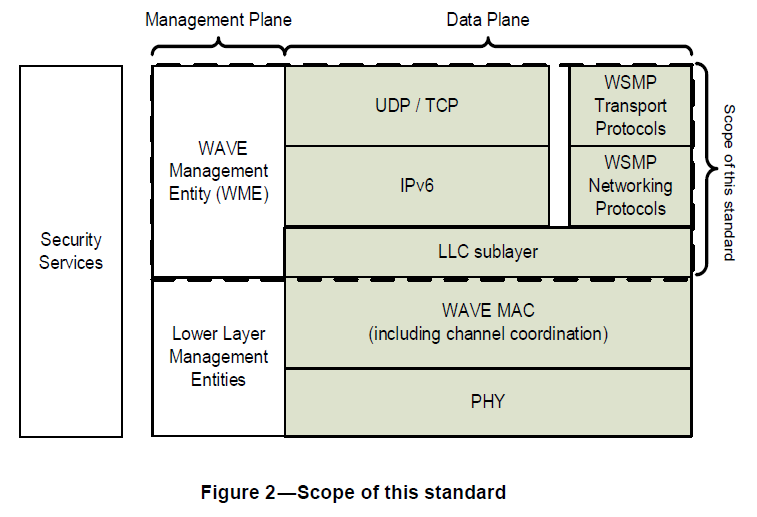 Management Plane
Data Plane
Security
Services
WAVE
Management
Entity (WME)
UDP / TCP
WSMP
Transport
Protocols
IPv6
WSMP
Networking
Protocols
LLC sublayer
Scope of this standard
Lower Layer
Management
Entities
WAVE MAC
(including channel coordination)
PHY
Figure 2—Scope of this standard